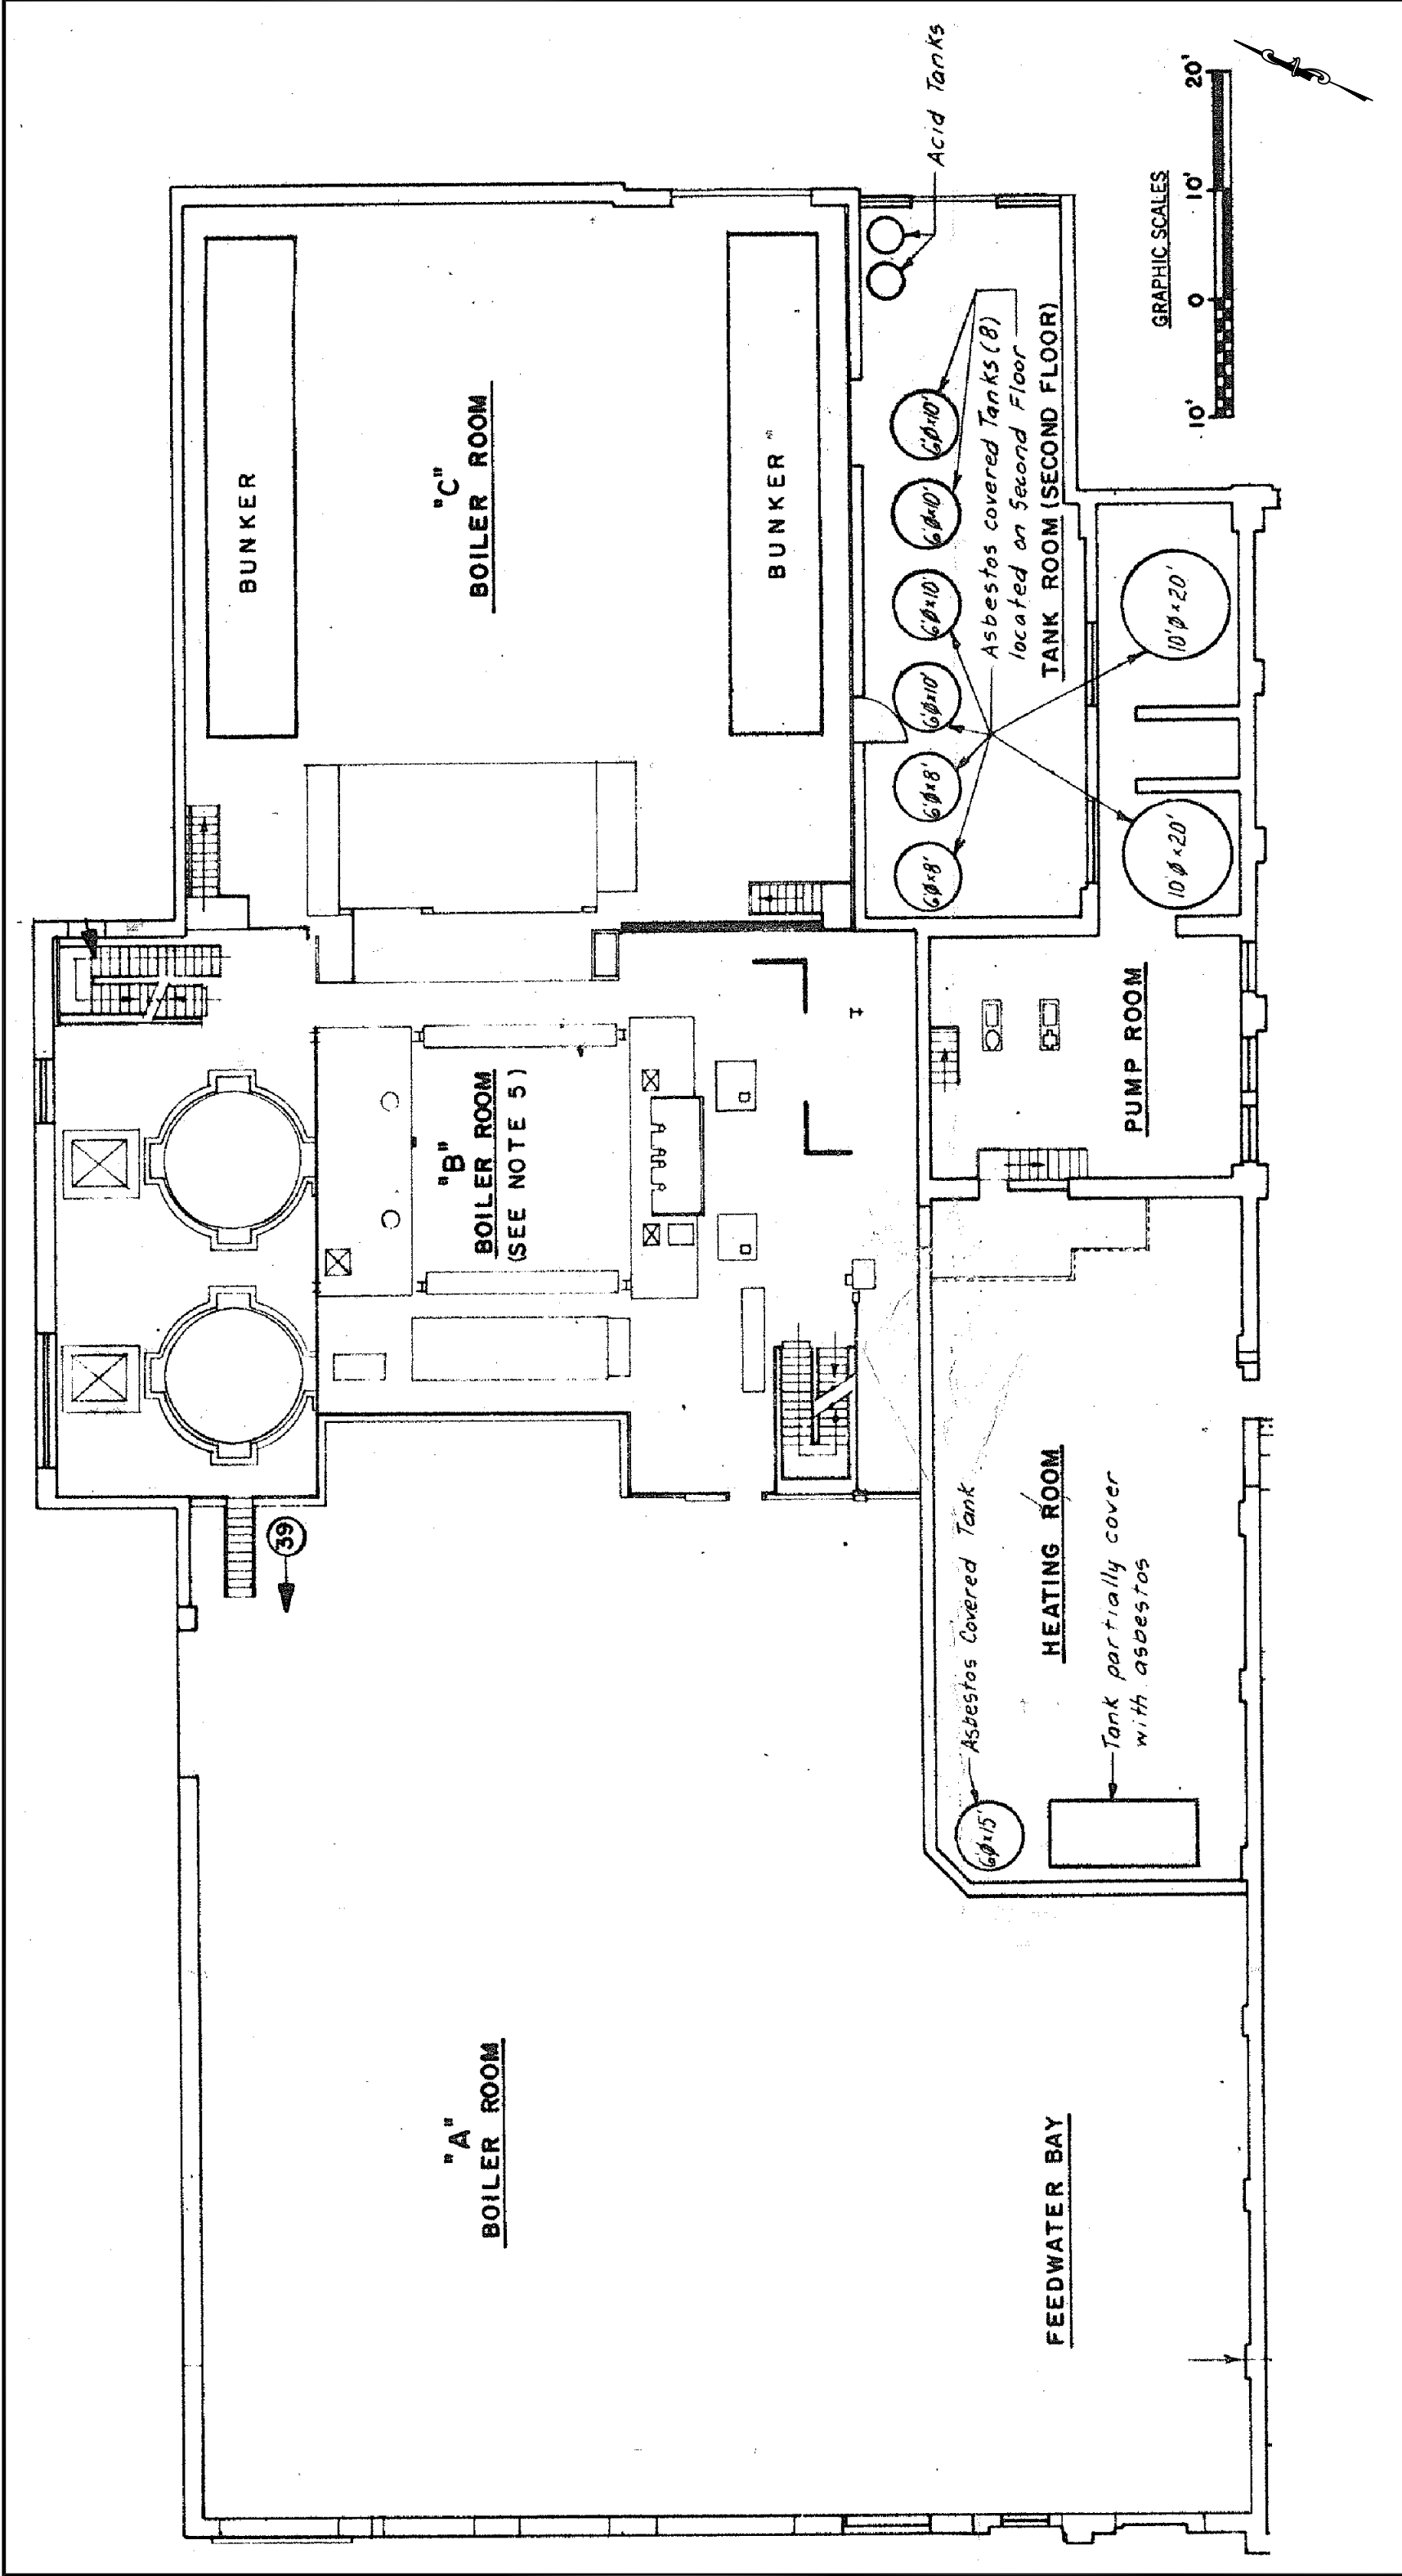 "A"
BOILER ROOM
FEEDWATER BAY
39
"B"
BOILER ROOM
(SEE NOTE 5)
6'Ø×15'
Asbestos Covered Tank
HEATING ROOM
Tank partially cover
with asbestos
PUMP ROOM
BUNKER
"C"
BOILER ROOM
BUNKER
6'Ø×8'
6'Ø×8'
6'Ø×10'
6'Ø×10'
6'Ø×10'
6'Ø×10'
Asbestos covered Tanks (8)
located on Second Floor
TANK ROOM (SECOND FLOOR)
10'Ø×20'
10'Ø×20'
Acid Tanks
GRAPHIC SCALES
10' 0 10' 20'